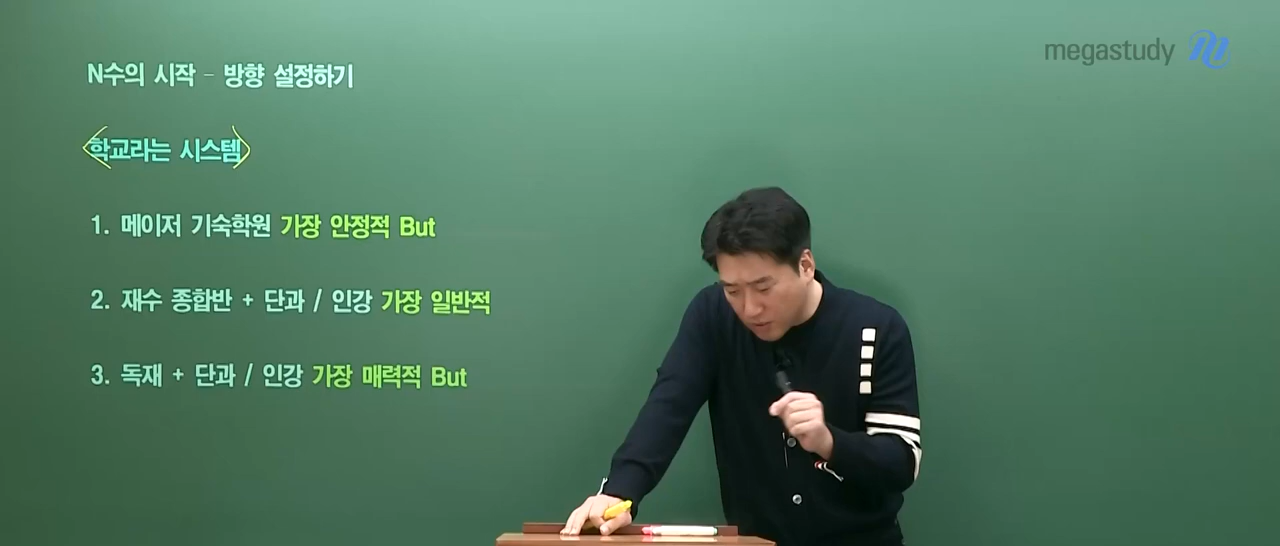 megastudy
N수의 시작 - 방향 설정하기
<학교라는 시스템>
1. 메이저 기숙학원 가장 안정적 But
2. 재수 종합반 + 단과 / 인강 가장 일반적
3. 독재 + 단과 / 인강 가장 매력적 But